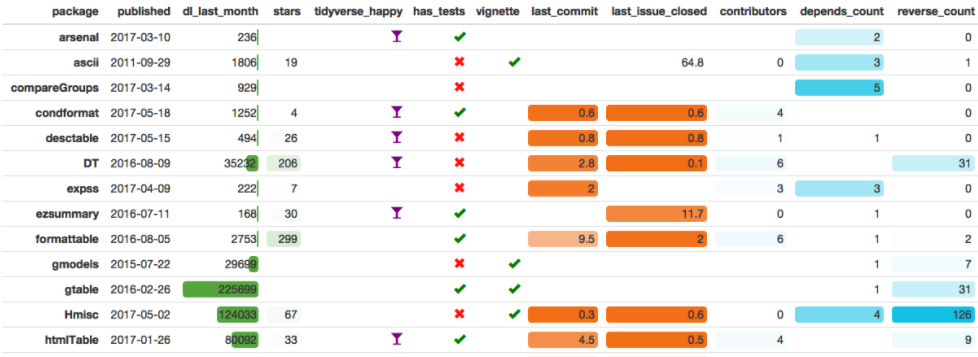 package published dl_last_month stars tidyverse_happy has_tests vignette last_commit last_issue_closed contributors depends_count reverse_count
arsenal 2017-03-10 236 2 0
ascii 2011-09-29 1806 19 64.8 0 3 1
compareGroups 2017-03-14 929 5 0
condformat 2017-05-18 1252 4 0.6 0.6 4 0
desctable 2017-05-15 494 26 0.8 0.8 1 1 0
DT 2016-08-09 35232 206 2.8 0.1 6 31
expss 2017-04-09 222 7 2 3 3 0
ezsummary 2016-07-11 168 30 11.7 0 1 0
formattable 2016-08-05 2753 299 9.5 2 6 1 2
gmodels 2015-07-22 29699 1 7
gtable 2016-02-26 225699 1 31
Hmisc 2017-05-02 124033 67 0.3 0.6 0 4 126
htmlTable 2017-01-26 80092 33 4.5 0.5 4 9